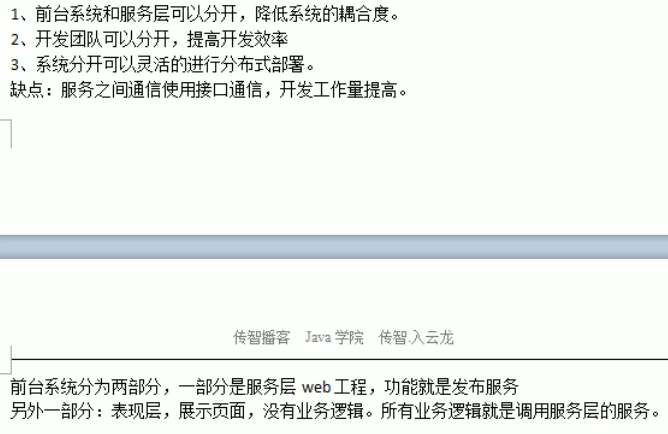 1、前台系统和服务层可以分开，降低系统的耦合度。
2、开发团队可以分开，提高开发效率
3、系统分开可以灵活的进行分布式部署。
缺点：服务之间通信使用接口通信，开发工作量提高。
传智播客 Java 学院 传智.入云龙
前台系统分为两部分，一部分是服务层 web 工程，功能就是发布服务
另外一部分：表现层，展示页面，没有业务逻辑。所有业务逻辑就是调用服务层的服务。